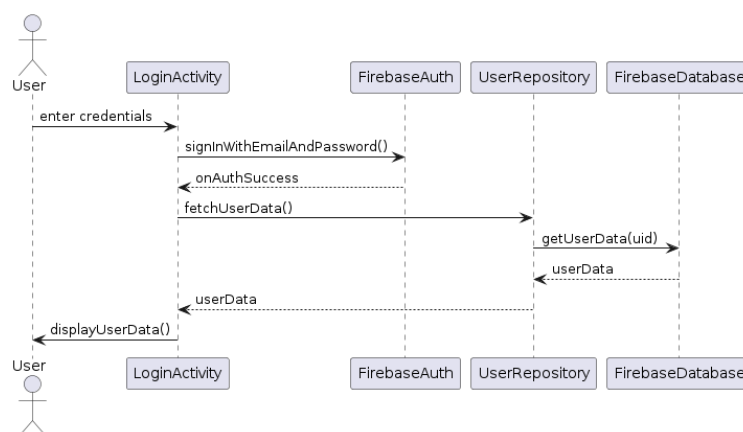 User
LoginActivity
FirebaseAuth
UserRepository
FirebaseDatabase
enter credentials
signInWithEmailAndPassword()
onAuthSuccess
fetchUserData()
getUserData(uid)
userData
userData
displayUserData()
User
LoginActivity
FirebaseAuth
UserRepository
FirebaseDatabase